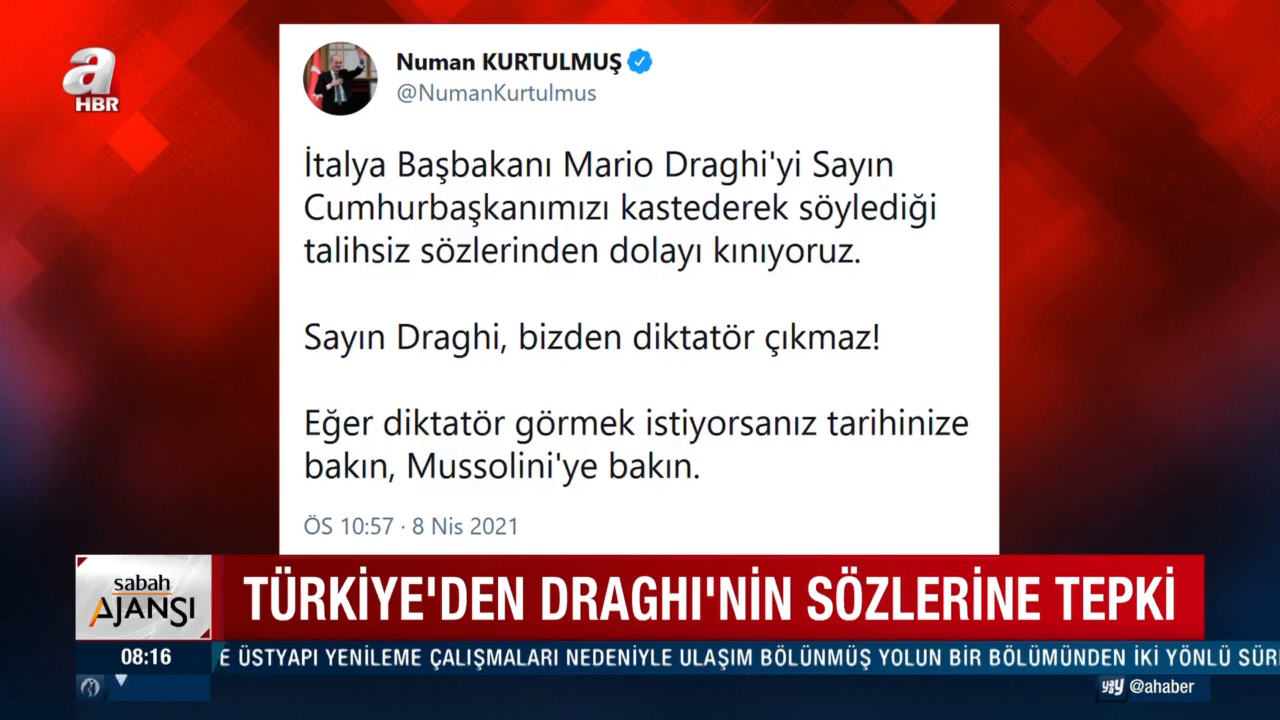 a
HBR
Numan KURTULMUŞ
@NumanKurtulmus
İtalya Başbakanı Mario Draghi'yi Sayın
Cumhurbaşkanımızı kastederek söylediği
talihsiz sözlerinden dolayı kınıyoruz.
Sayın Draghi, bizden diktatör çıkmaz!
Eğer diktatör görmek istiyorsanız tarihinize
bakın, Mussolini'ye bakın.
ÖS 10:57 · 8 Nis 2021
sabah
AJANSI
TÜRKİYE'DEN DRAGHI'NİN SÖZLERİNE TEPKİ
08:16
E ÜSTYAPI YENİLEME ÇALIŞMALARI NEDENİYLE ULAŞIM BÖLÜNMÜŞ YOLUN BİR BÖLÜMÜNDEN İKİ YÖNLÜ SÜR
@ahaber